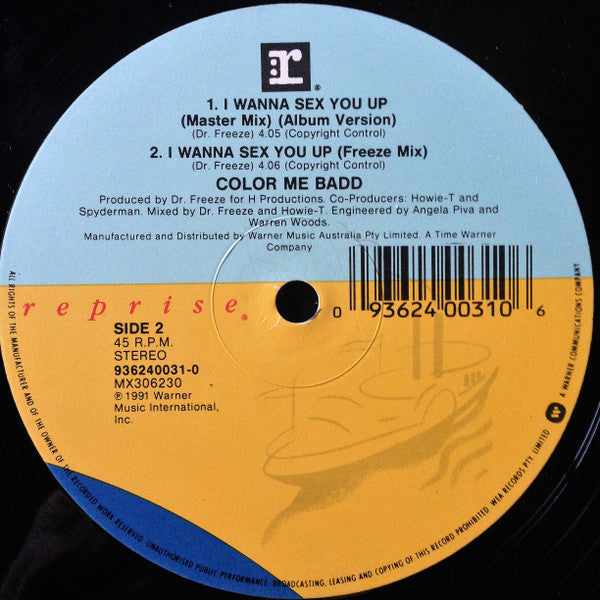 r®
1. I WANNA SEX YOU UP
(Master Mix) (Album Version)
(Dr. Freeze) 4.05 (Copyright Control)
2. I WANNA SEX YOU UP (Freeze Mix)
(Dr. Freeze) 4.06 (Copyright Control)
COLOR ME BADD
Produced by Dr. Freeze for H Productions. Co-Producers: Howie-T and
Spyderman. Mixed by Dr. Freeze and Howie-T. Engineered by Angela Piva and
Warren Woods.
Manufactured and Distributed by Warner Music Australia Pty Limited. A Time Warner
Company
0 93624 00310 6
reprise®
SIDE 2
45 R.P.M.
STEREO
936240031-0
MX306230
℗ 1991 Warner
Music International,
Inc.
ALL RIGHTS OF THE MANUFACTURER AND OF THE OWNER OF THE RECORDED WORK RESERVED. UNAUTHORISED PUBLIC PERFORMANCE, BROADCASTING, LEASING AND COPYING OF THIS RECORD PROHIBITED. WEA RECORDS PTY. LIMITED A WARNER COMMUNICATIONS COMPANY.